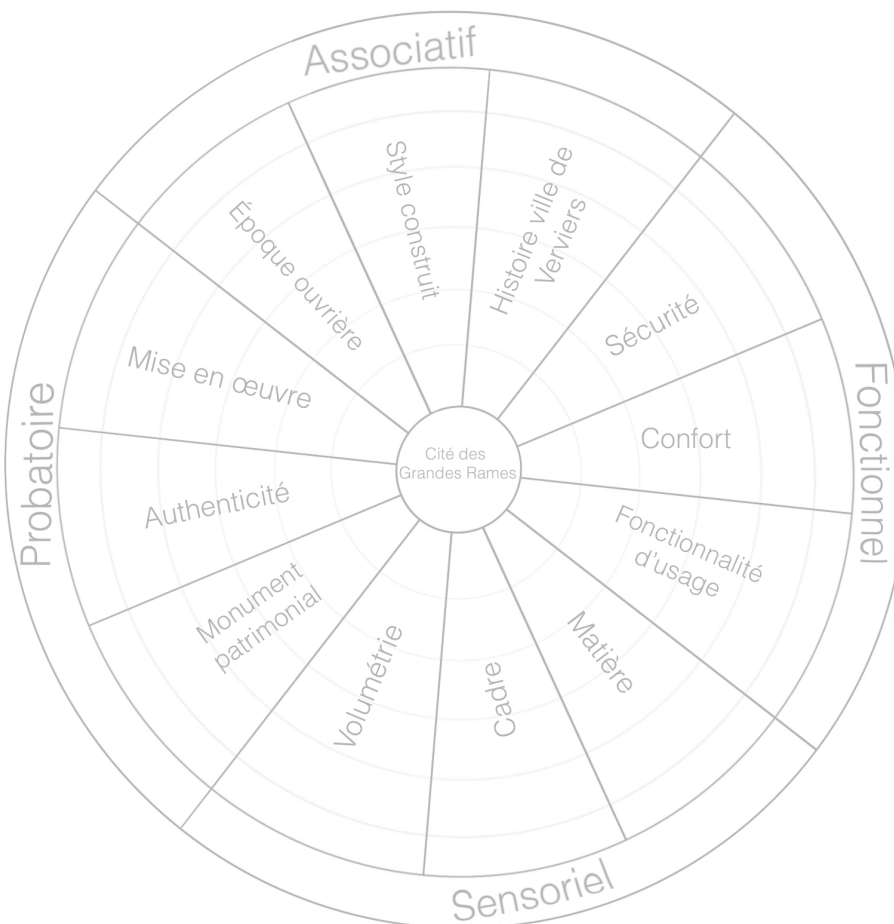 Associatif
Style construit
Histoire ville de
Verviers
Époque ouvrière
Sécurité
Mise en œuvre
Fonctionnel
Probatoire
Confort
Cité des
Grandes Rames
Authenticité
Fonctionnalité
d'usage
Monument
patrimonial
Matière
Volumétrie
Cadre
Sensoriel